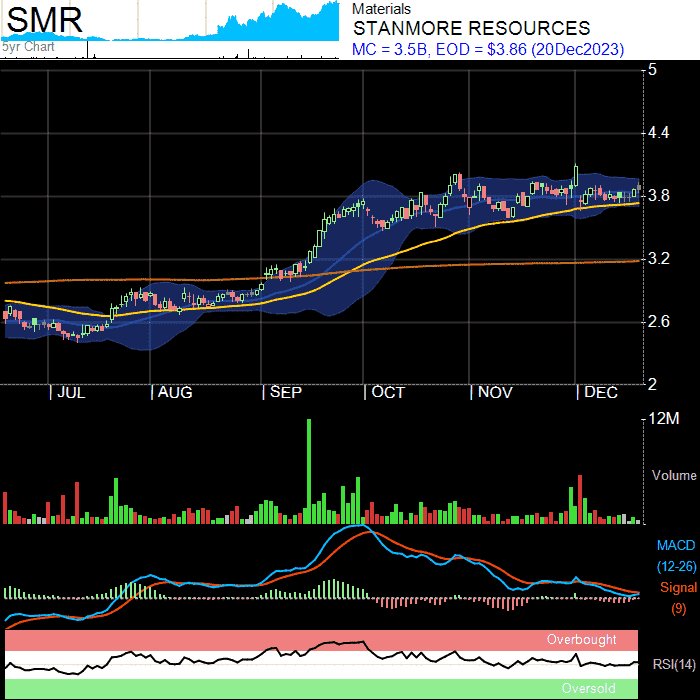 SMR
5yr Chart
Materials
STANMORE RESOURCES
MC = 3.5B, EOD = $3.86 (20Dec2023)
5
4.4
3.8
3.2
2.6
2
JUL AUG SEP OCT NOV DEC
12M
Volume
MACD
(12-26)
Signal
(9)
Overbought
RSI(14)
Oversold